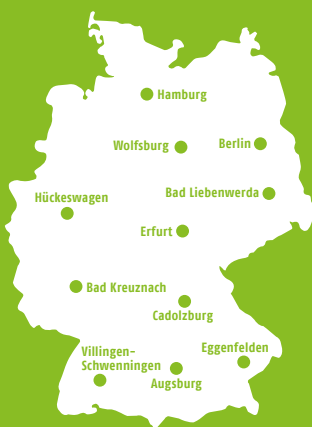 Hamburg
Wolfsburg
Berlin
Bad Liebenwerda
Hückeswagen
Erfurt
Bad Kreuznach
Cadolzburg
Villingen-
Schwenningen
Eggenfelden
Augsburg